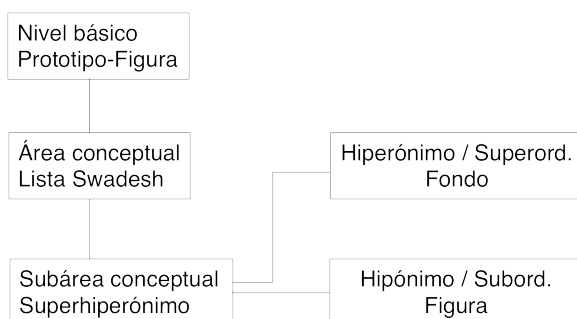 Nivel básico
Prototipo-Figura
Área conceptual
Lista Swadesh
Hiperónimo / Superord.
Fondo
Subárea conceptual
Superhiperónimo
Hipónimo / Subord.
Figura